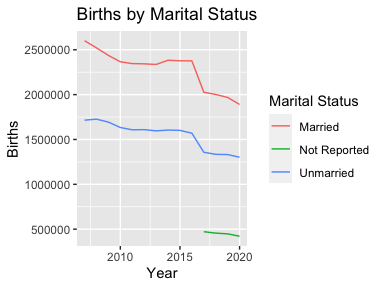 Births by Marital Status
2500000
2000000
1500000
1000000
500000
Births
2010
2015
2020
Year
Marital Status
Married
Not Reported
Unmarried